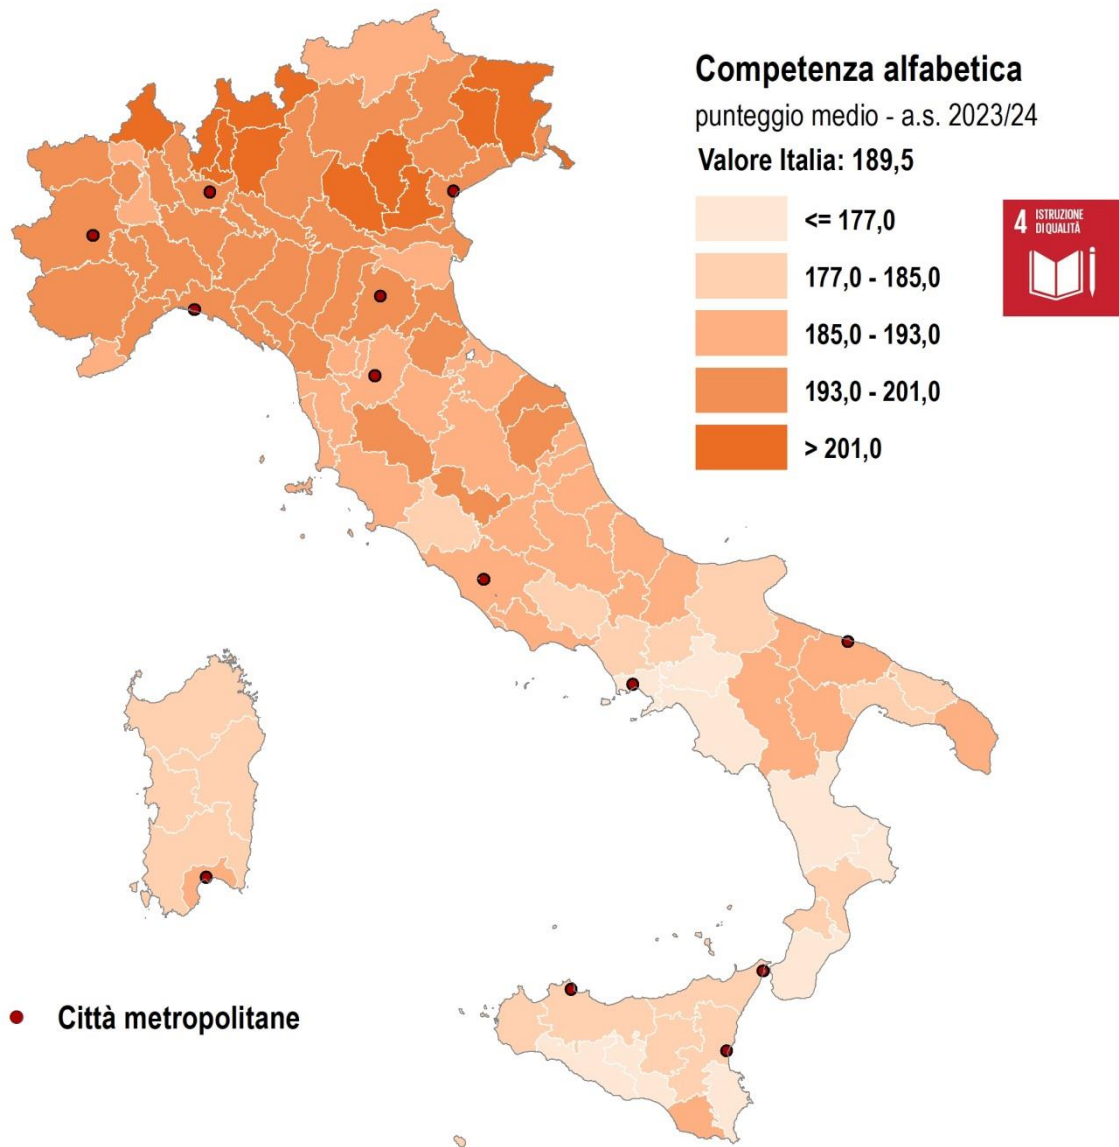 Competenza alfabetica
punteggio medio - a.s. 2023/24
Valore Italia: 189,5
<= 177,0
177,0 - 185,0
185,0 - 193,0
193,0 - 201,0
> 201,0
4 ISTRUZIONE
DI QUALITÀ
Città metropolitane